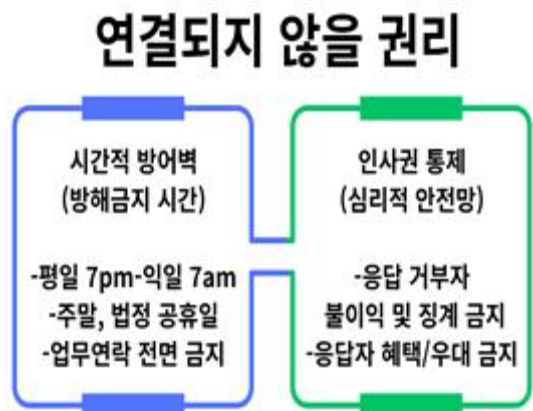 연결되지 않을 권리
시간적 방어벽
(방해금지 시간)
-평일 7pm-익일 7am
-주말, 법정 공휴일
-업무연락 전면 금지
인사권 통제
(심리적 안전망)
-응답 거부자
불이익 및 징계 금지
-응답자 혜택/우대 금지